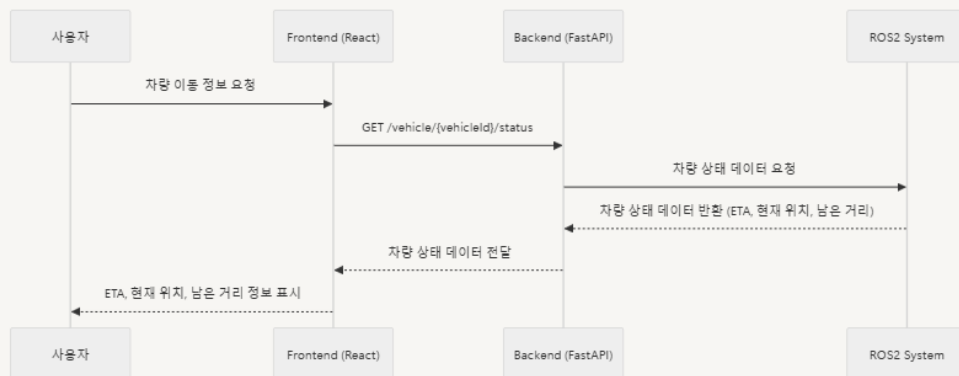 사용자
Frontend (React)
Backend (FastAPI)
ROS2 System
차량 이동 정보 요청
GET /vehicle/{vehicleId}/status
차량 상태 데이터 요청
차량 상태 데이터 반환 (ETA, 현재 위치, 남은 거리)
차량 상태 데이터 전달
ETA, 현재 위치, 남은 거리 정보 표시
사용자
Frontend (React)
Backend (FastAPI)
ROS2 System